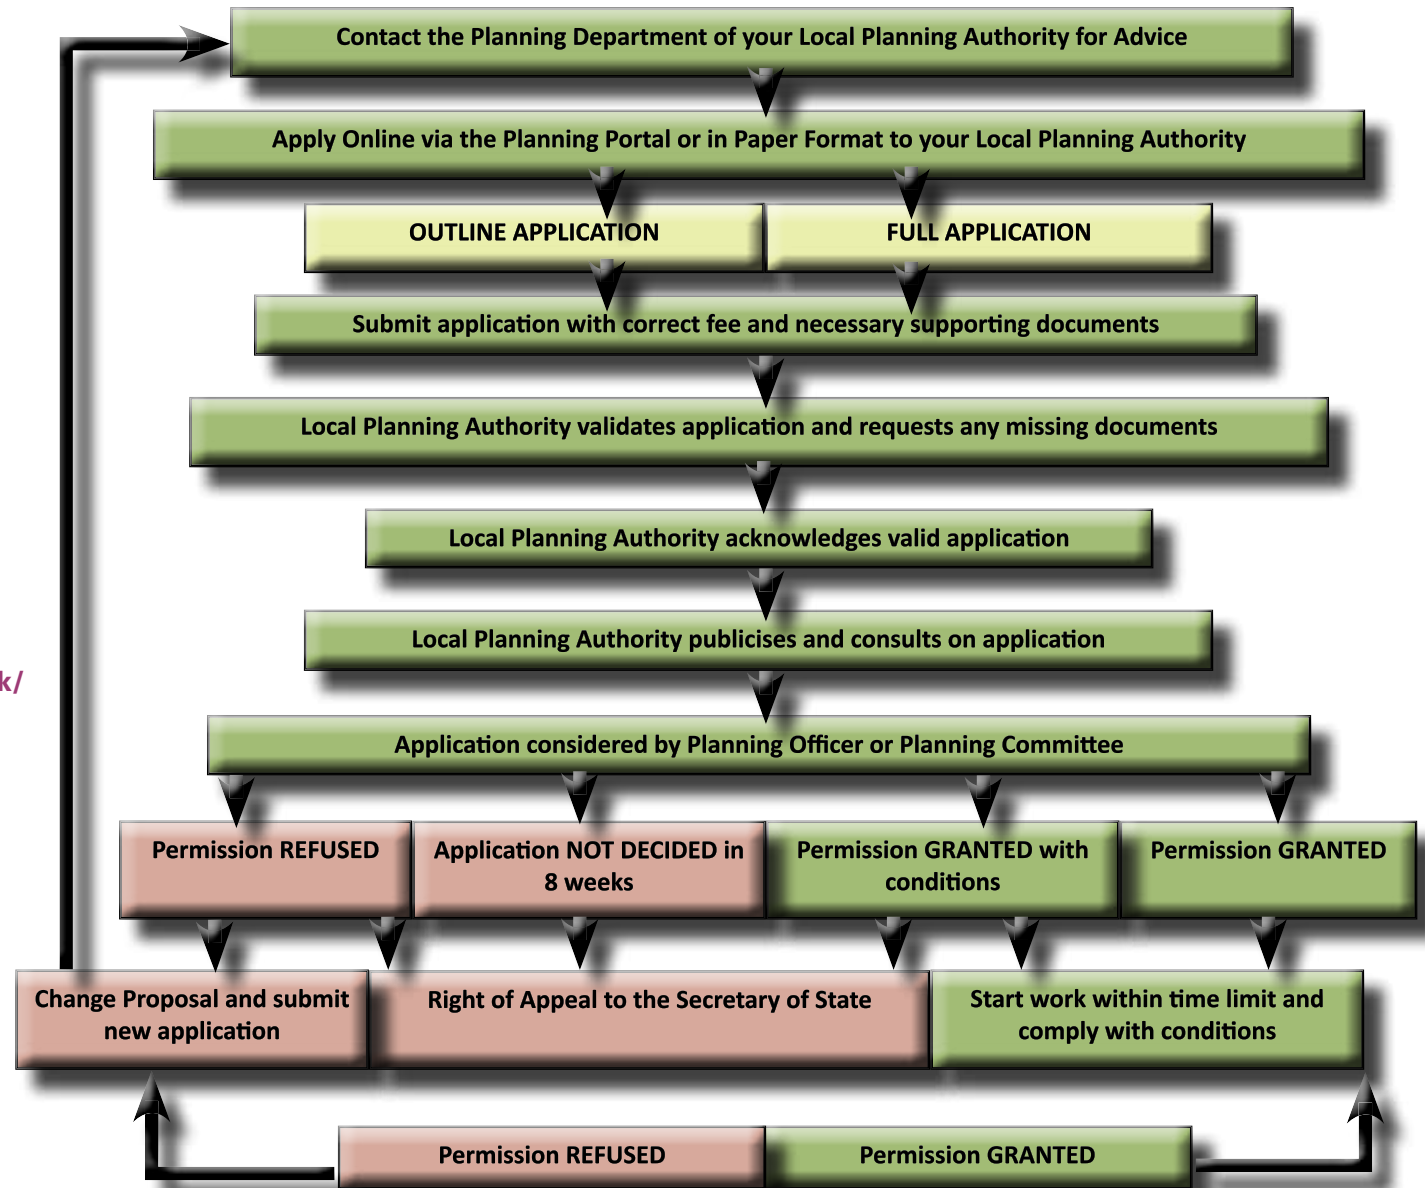 Contact the Planning Department of your Local Planning Authority for Advice
Apply Online via the Planning Portal or in Paper Format to your Local Planning Authority
OUTLINE APPLICATION
FULL APPLICATION
Submit application with correct fee and necessary supporting documents
Local Planning Authority validates application and requests any missing documents
Local Planning Authority acknowledges valid application
Local Planning Authority publicises and consults on application
k/
Application considered by Planning Officer or Planning Committee
Permission REFUSED
Application NOT DECIDED in
8 weeks
Permission GRANTED with
conditions
Permission GRANTED
Change Proposal and submit
new application
Right of Appeal to the Secretary of State
Start work within time limit and
comply with conditions
Permission REFUSED
Permission GRANTED